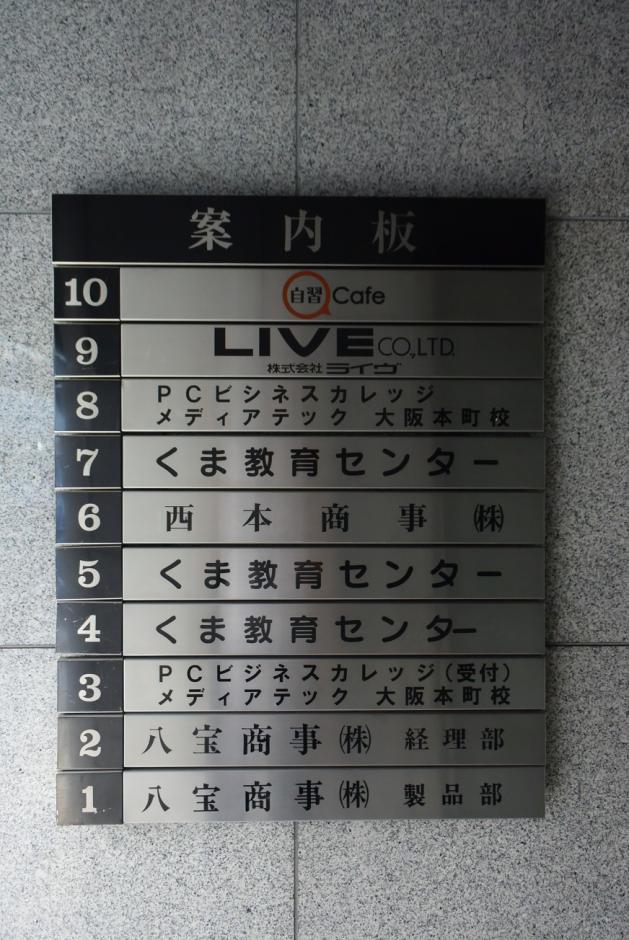 案内板
10 自習Cafe
9 LIVE CO.,LTD.
株式会社ライヴ
8 PCビシネスカレッジ
メディアテック 大阪本町校
7 くま教育センター
6 西本商事(株)
5 くま教育センター
4 くま教育センター
3 PCビジネスカレッジ(受付)
メディアテック 大阪本町校
2 八宝商事(株) 経理部
1 八宝商事(株) 製品部